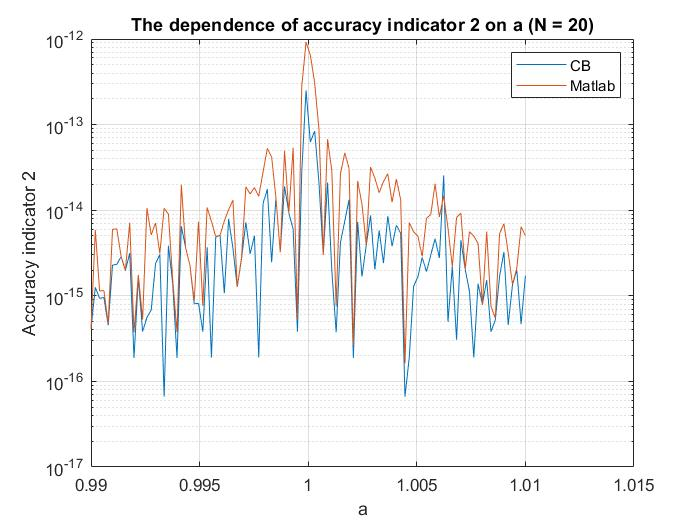 The dependence of accuracy indicator 2 on a (N = 20)
10^-12
CB
Matlab
10^-13
10^-14
10^-15
10^-16
10^-17
Accuracy indicator 2
0.99 0.995 1 1.005 1.01 1.015
a